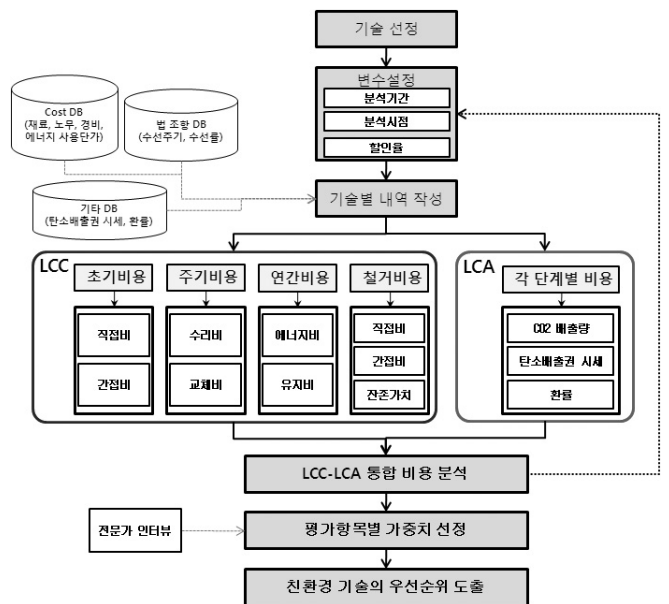 기술 선정
변수설정
분석기간
분석시점
할인율
Cost DB
(재료, 노무, 경비,
에너지 사용단가)
법 조항 DB
(수선주기, 수선률)
기타 DB
(탄소배출권 시세, 환률)
기술별 내역 작성
LCC
초기비용
직접비
간접비
주기비용
수리비
교체비
연간비용
에너지비
유지비
철거비용
직접비
간접비
잔존가치
LCA
각 단계별 비용
CO2 배출량
탄소배출권 시세
환률
LCC-LCA 통합 비용 분석
전문가 인터뷰
평가항목별 가중치 선정
친환경 기술의 우선순위 도출